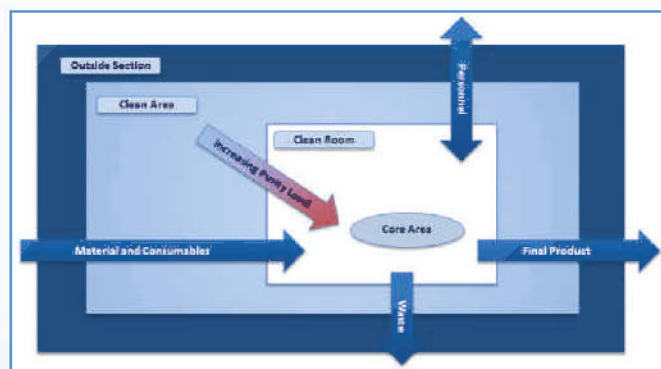 Outside Section
Personnel
Clean Area
Clean Room
Increasing Purity Level
Core Area
Material and Consumables
Final Product
Waste